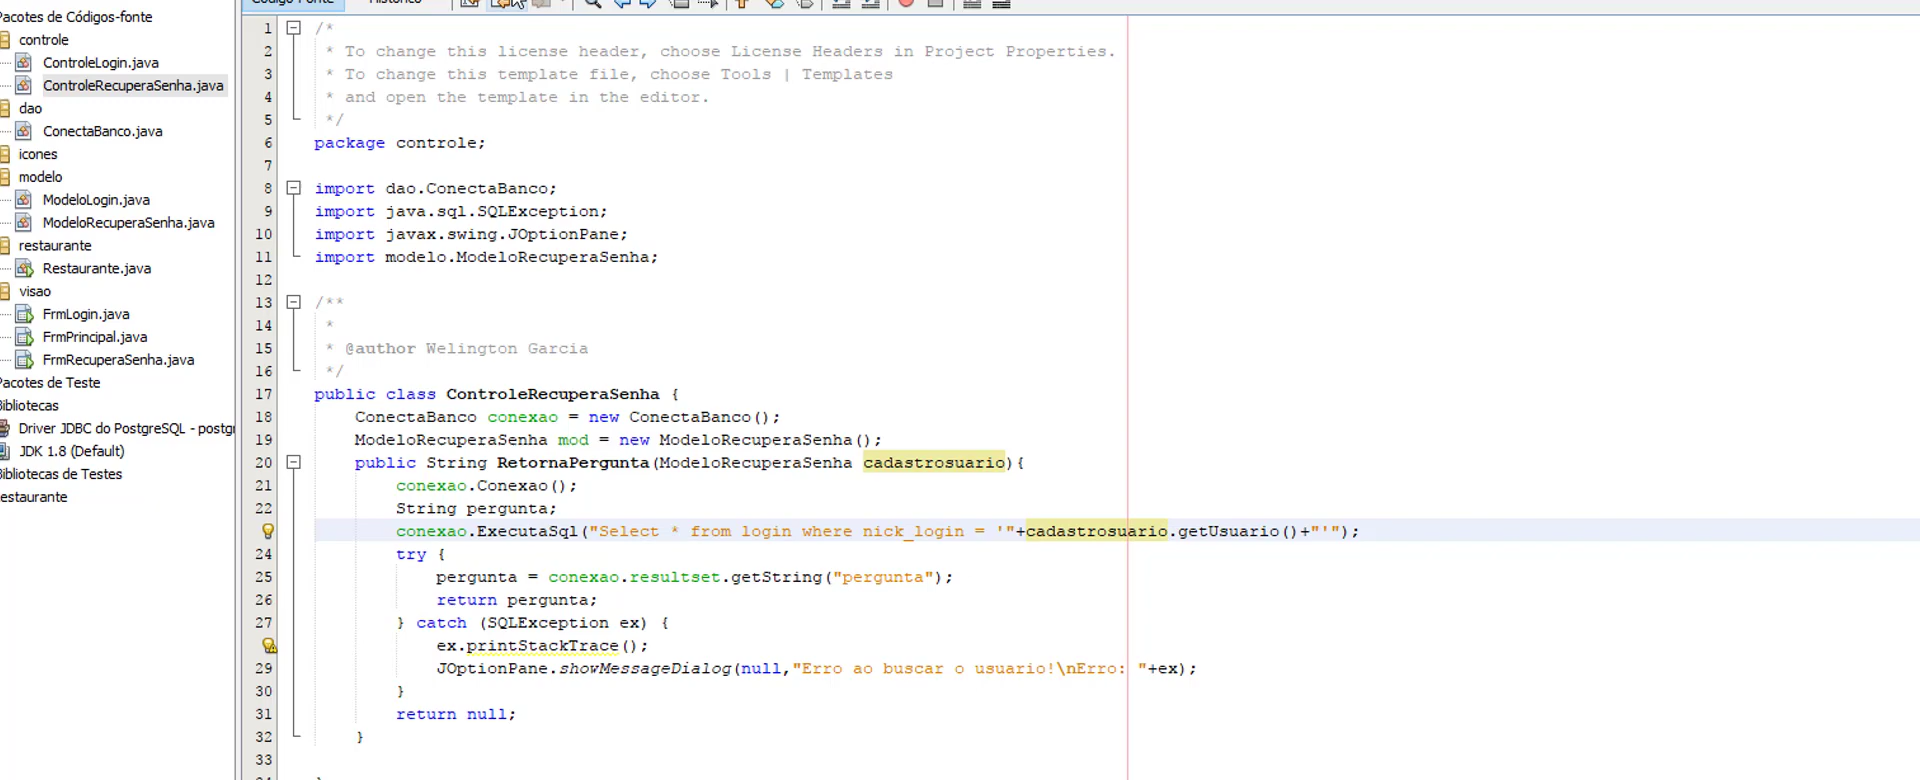 Histórico
Pacotes de Códigos-fonte
controle
ControleLogin.java
ControleRecuperaSenha.java
dao
ConectaBanco.java
icones
modelo
ModeloLogin.java
ModeloRecuperaSenha.java
restaurante
Restaurante.java
visao
FrmLogin.java
FrmPrincipal.java
FrmRecuperaSenha.java
Pacotes de Teste
Bibliotecas
Driver JDBC do PostgreSQL - postgr
JDK 1.8 (Default)
Bibliotecas de Testes
estaurante
1 /*
2 * To change this license header, choose License Headers in Project Properties.
3 * To change this template file, choose Tools | Templates
4 * and open the template in the editor.
5 */
6 package controle;
7
8 import dao.ConectaBanco;
9 import java.sql.SQLException;
10 import javax.swing.JOptionPane;
11 import modelo.ModeloRecuperaSenha;
12
13 /**
14 *
15 * @author Welington Garcia
16 */
17 public class ControleRecuperaSenha {
18 ConectaBanco conexao = new ConectaBanco();
19 ModeloRecuperaSenha mod = new ModeloRecuperaSenha();
20 public String RetornaPergunta(ModeloRecuperaSenha cadastrosuario){
21 conexao.Conexao();
22 String pergunta;
conexao.ExecutaSql("Select * from login where nick_login = '"+cadastrosuario.getUsuario()+"'");
24 try {
25 pergunta = conexao.resultset.getString("pergunta");
26 return pergunta;
27 } catch (SQLException ex) {
ex.printStackTrace();
29 JOptionPane.showMessageDialog(null,"Erro ao buscar o usuario!\nErro: "+ex);
30 }
31 return null;
32 }
33